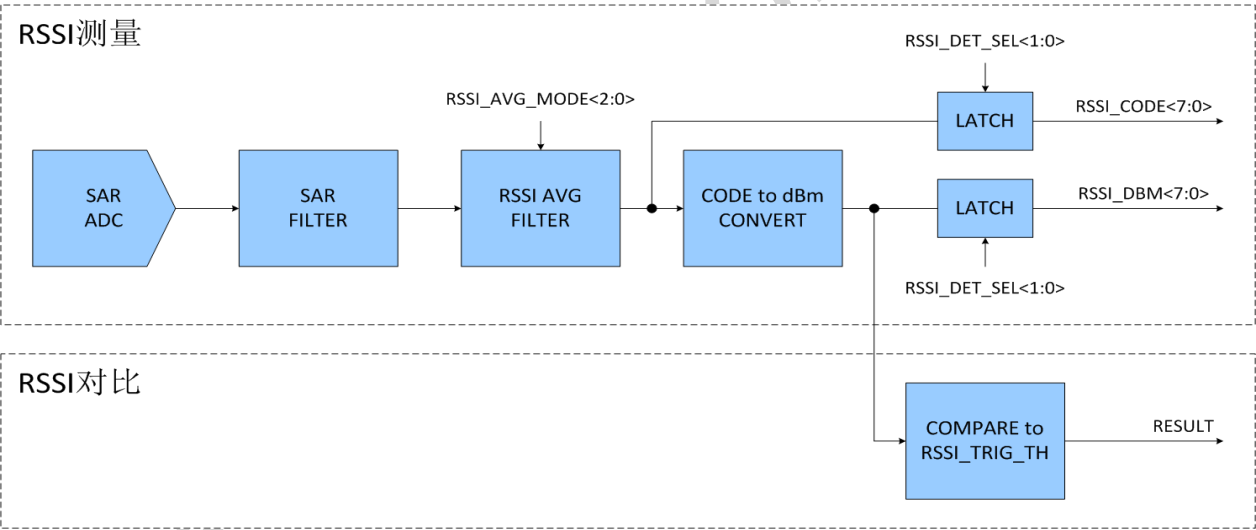 RSSI测量
RSSI_DET_SEL<1:0>
RSSI_AVG_MODE<2:0>
LATCH
RSSI_CODE<7:0>
SAR
ADC
SAR
FILTER
RSSI AVG
FILTER
CODE to dBm
CONVERT
LATCH
RSSI_DBM<7:0>
RSSI_DET_SEL<1:0>
RSSI对比
COMPARE to
RSSI_TRIG_TH
RESULT